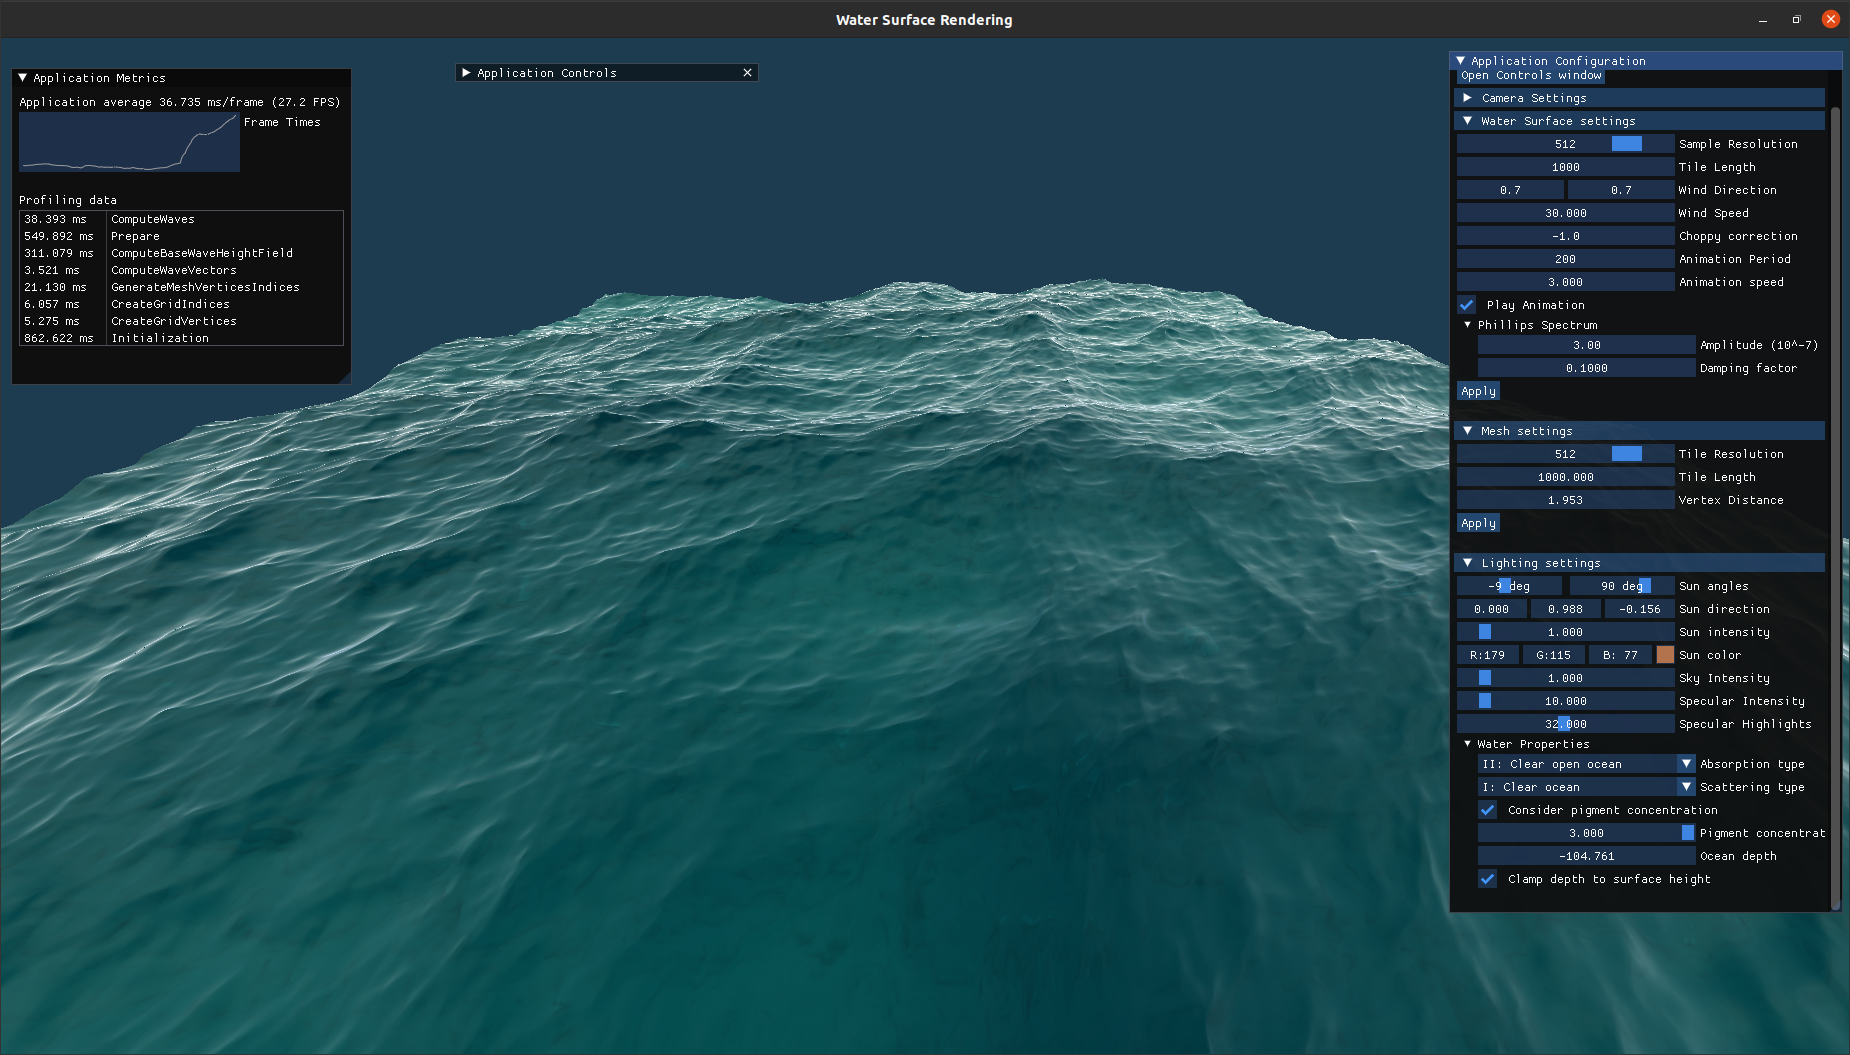 Water Surface Rendering
Application Metrics
Application average 36.735 ms/frame (27.2 FPS)
Frame Times
Profiling data
38.393 ms ComputeWaves
549.892 ms Prepare
311.079 ms ComputeBaseWaveHeightField
3.521 ms ComputeWaveVectors
21.130 ms GenerateMeshVerticesIndices
6.057 ms CreateGridIndices
5.275 ms CreateGridVertices
862.622 ms Initialization
Application Controls
Application Configuration
Open Controls window
Camera Settings
Water Surface settings
512 Sample Resolution
1000 Tile Length
0.7 0.7 Wind Direction
30.000 Wind Speed
-1.0 Choppy correction
200 Animation Period
3.000 Animation speed
Play Animation
Phillips Spectrum
3.00 Amplitude (10^-7)
0.1000 Damping factor
Apply
Mesh settings
512 Tile Resolution
1000.000 Tile Length
1.953 Vertex Distance
Apply
Lighting settings
-9 deg 90 deg Sun angles
0.000 0.988 -0.156 Sun direction
1.000 Sun intensity
R:179 G:115 B: 77 Sun color
1.000 Sky Intensity
10.000 Specular Intensity
32.000 Specular Highlights
Water Properties
II: Clear open ocean Absorption type
I: Clear ocean Scattering type
Consider pigment concentration
3.000 Pigment concentrat
-104.761 Ocean depth
Clamp depth to surface height